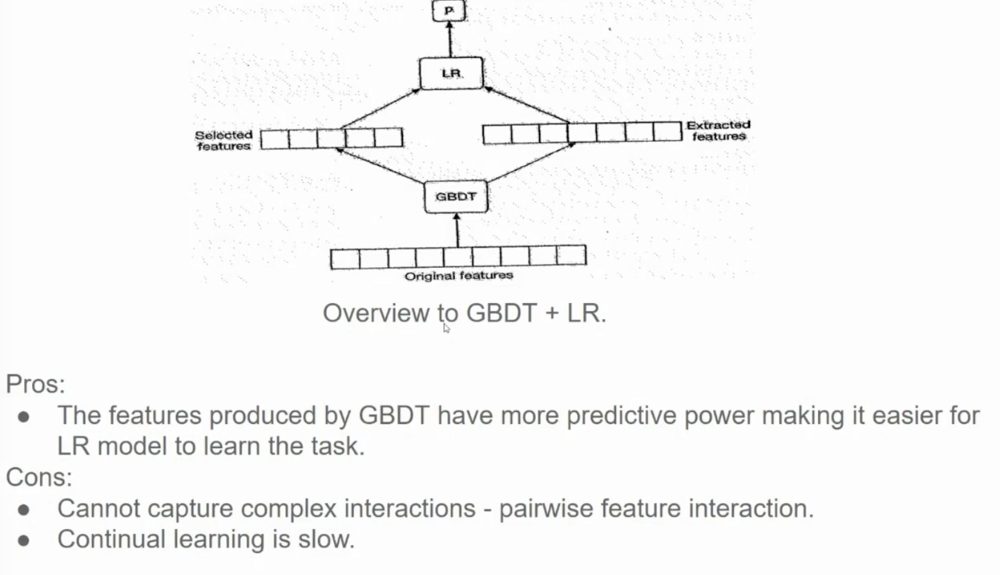 P
LR
Selected
features
Extracted
features
GBDT
Original features
Overview to GBDT + LR.
Pros:
● The features produced by GBDT have more predictive power making it easier for
LR model to learn the task.
Cons:
● Cannot capture complex interactions - pairwise feature interaction.
● Continual learning is slow.